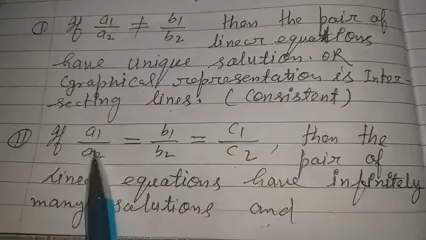 ① If a₁/a₂ ≠ b₁/b₂ then the pair of
linear equations
have unique solution. OR
Graphical representation is Inter-
secting lines. (Consistent)
② If a₁/a₂ = b₁/b₂ = c₁/c₂, then the
pair of
linear equations have infinitely
many solutions and